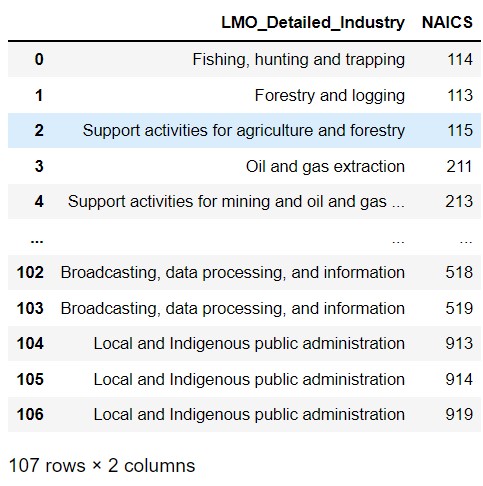 LMO_Detailed_Industry NAICS
0 Fishing, hunting and trapping 114
1 Forestry and logging 113
2 Support activities for agriculture and forestry 115
3 Oil and gas extraction 211
4 Support activities for mining and oil and gas ... 213
... ... ...
102 Broadcasting, data processing, and information 518
103 Broadcasting, data processing, and information 519
104 Local and Indigenous public administration 913
105 Local and Indigenous public administration 914
106 Local and Indigenous public administration 919
107 rows × 2 columns